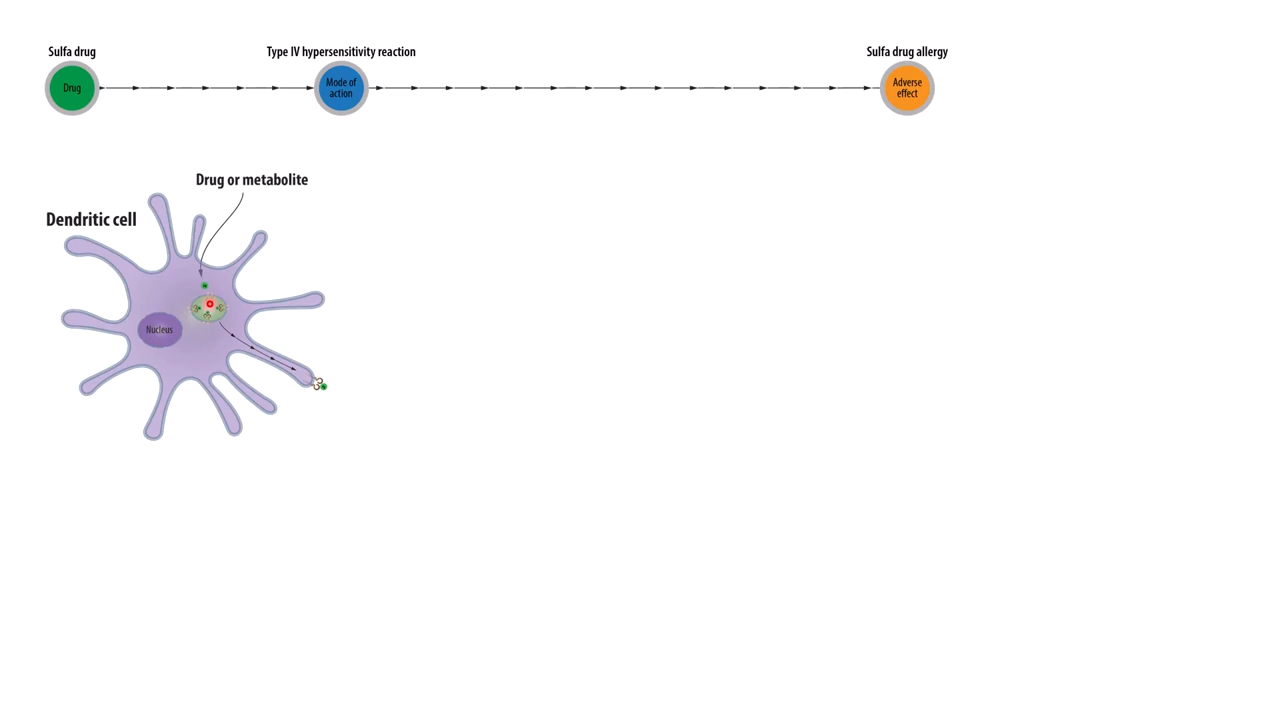 Sulfa drug
Type IV hypersensitivity reaction
Sulfa drug allergy
Drug
Mode of
action
Adverse
effect
Drug or metabolite
Dendritic cell
Nucleus